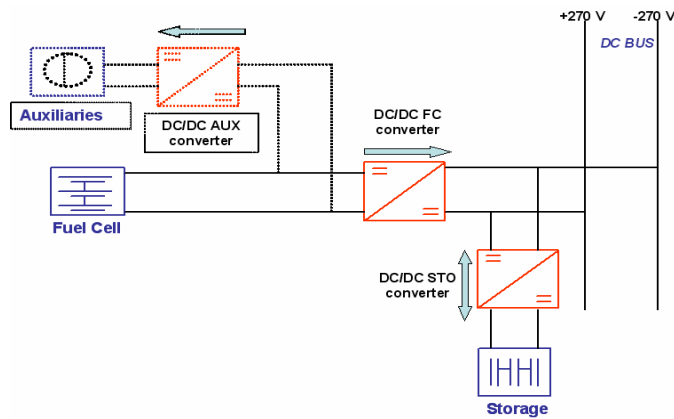 +270 V
-270 V
DC BUS
Auxiliaries
DC/DC AUX
converter
DC/DC FC
converter
Fuel Cell
DC/DC STO
converter
Storage